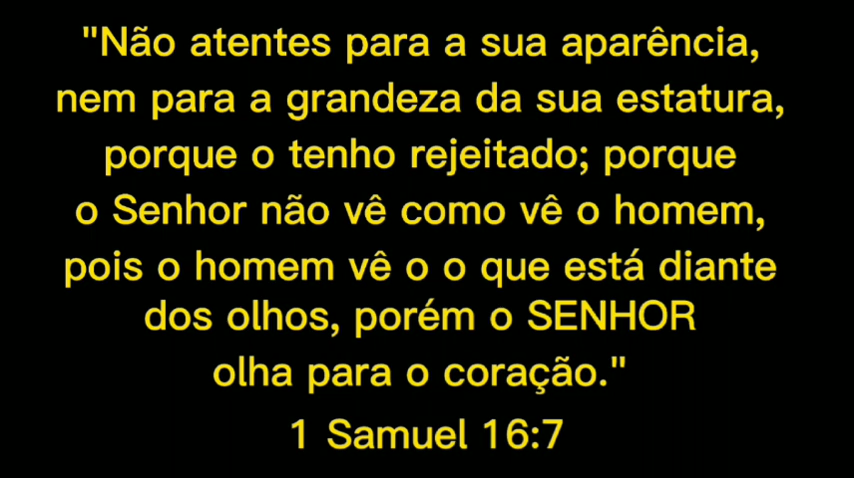 "Não atentes para a sua aparência,
nem para a grandeza da sua estatura,
porque o tenho rejeitado; porque
o Senhor não vê como vê o homem,
pois o homem vê o o que está diante
dos olhos, porém o SENHOR
olha para o coração."
1 Samuel 16:7